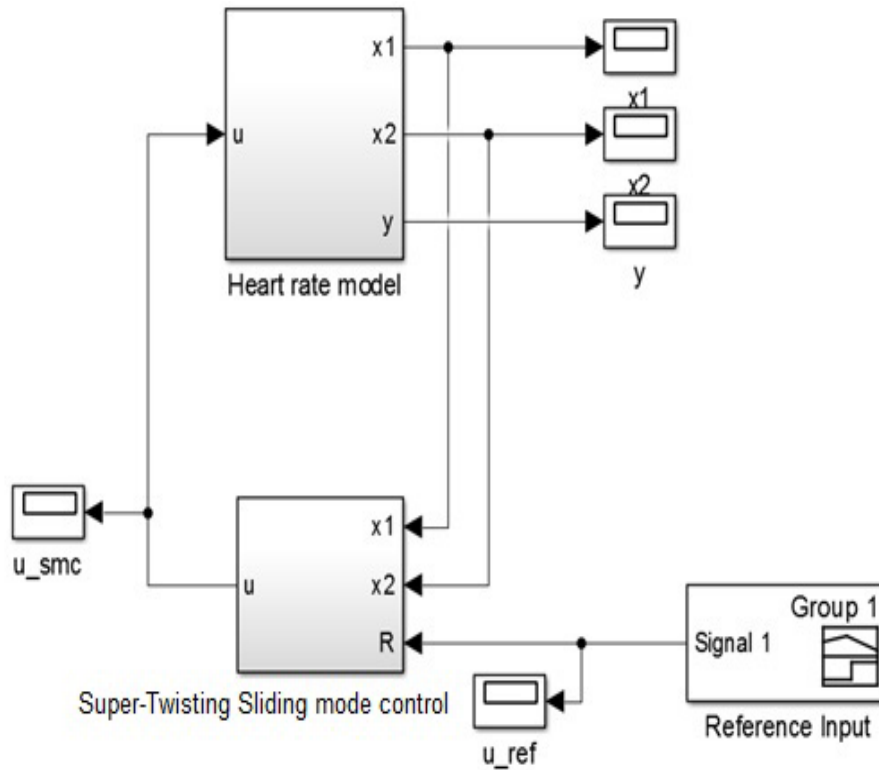 x1
x1
u
x2
x2
y
y
Heart rate model
u_smc
x1
u
x2
R
Super-Twisting Sliding mode control
u_ref
Group 1
Signal 1
Reference Input